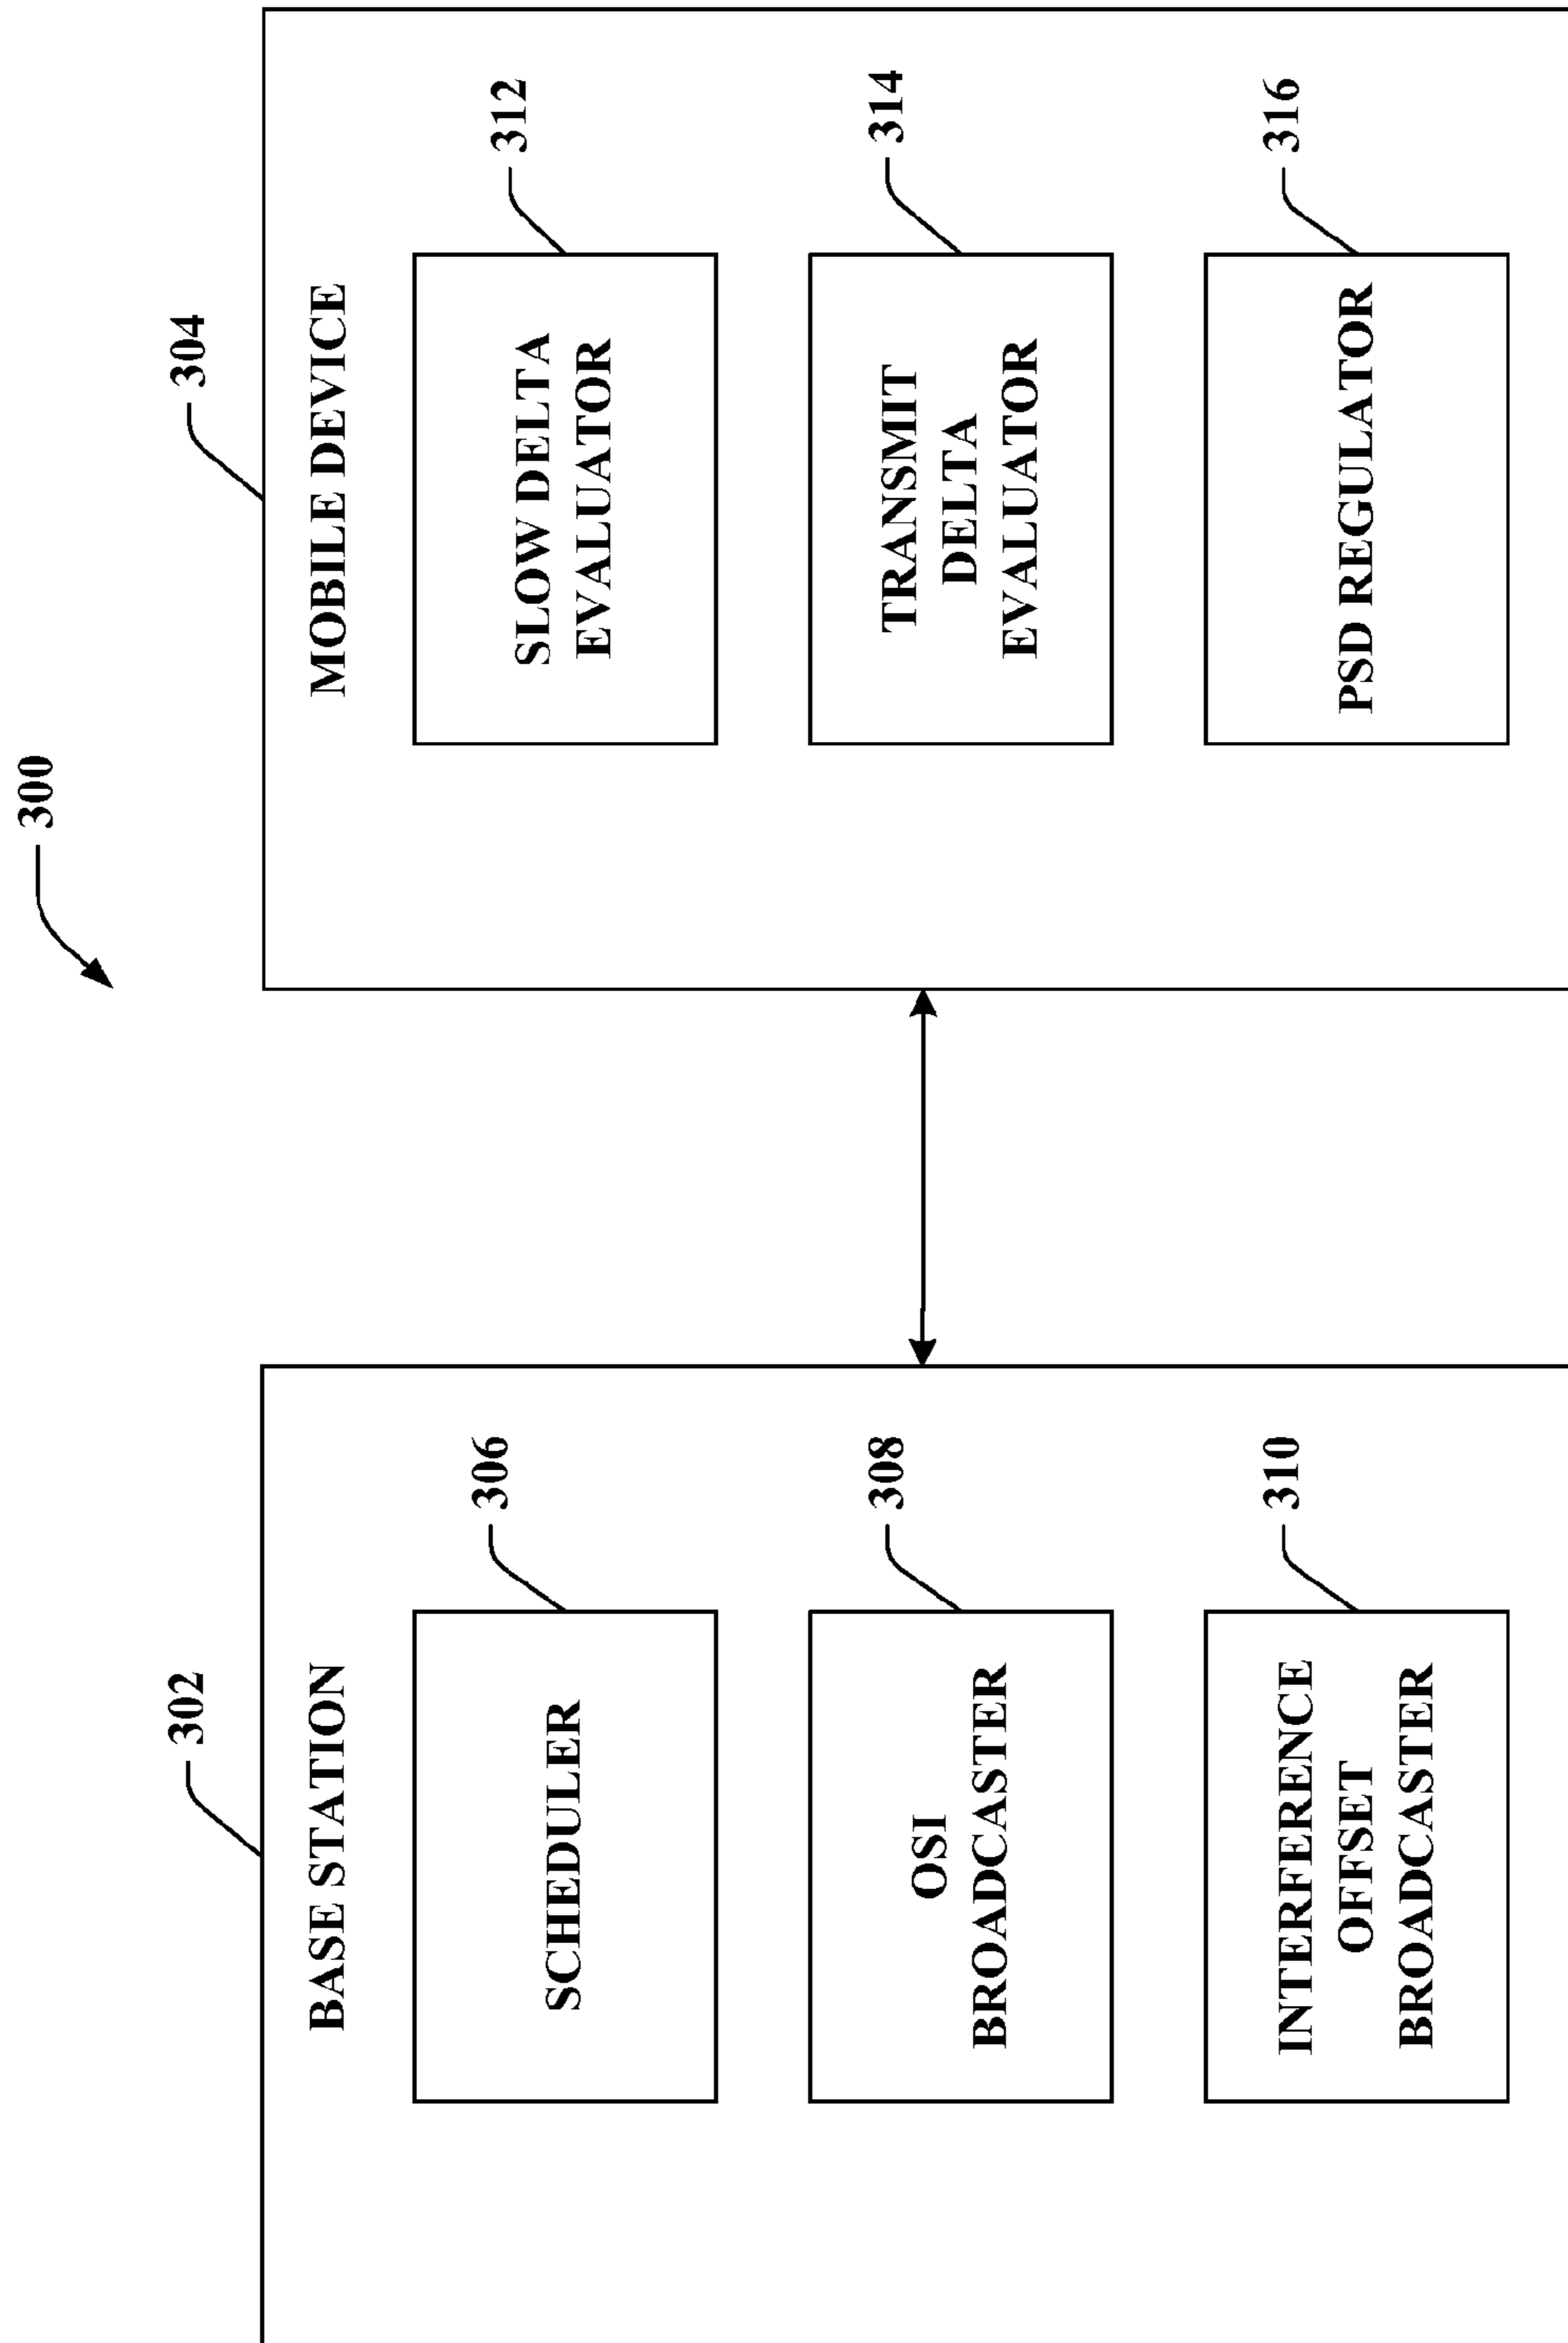 300
302
BASE STATION
306
SCHEDULER
308
OSI
BROADCASTER
310
INTERFERENCE
OFFSET
BROADCASTER
304
MOBILE DEVICE
312
SLOW DELTA
EVALUATOR
314
TRANSMIT
DELTA
EVALUATOR
316
PSD REGULATOR